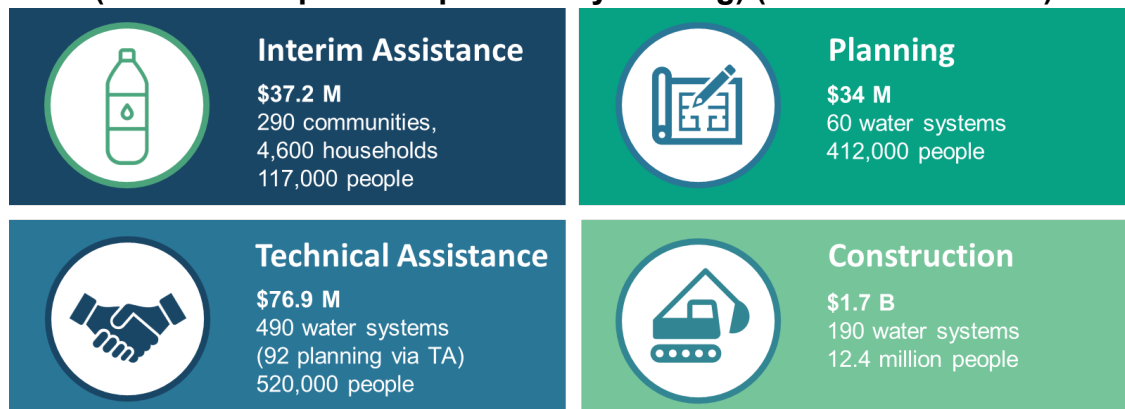 Interim Assistance
$37.2 M
290 communities,
4,600 households
117,000 people
Planning
$34 M
60 water systems
412,000 people
Technical Assistance
$76.9 M
490 water systems
(92 planning via TA)
520,000 people
Construction
$1.7 B
190 water systems
12.4 million people